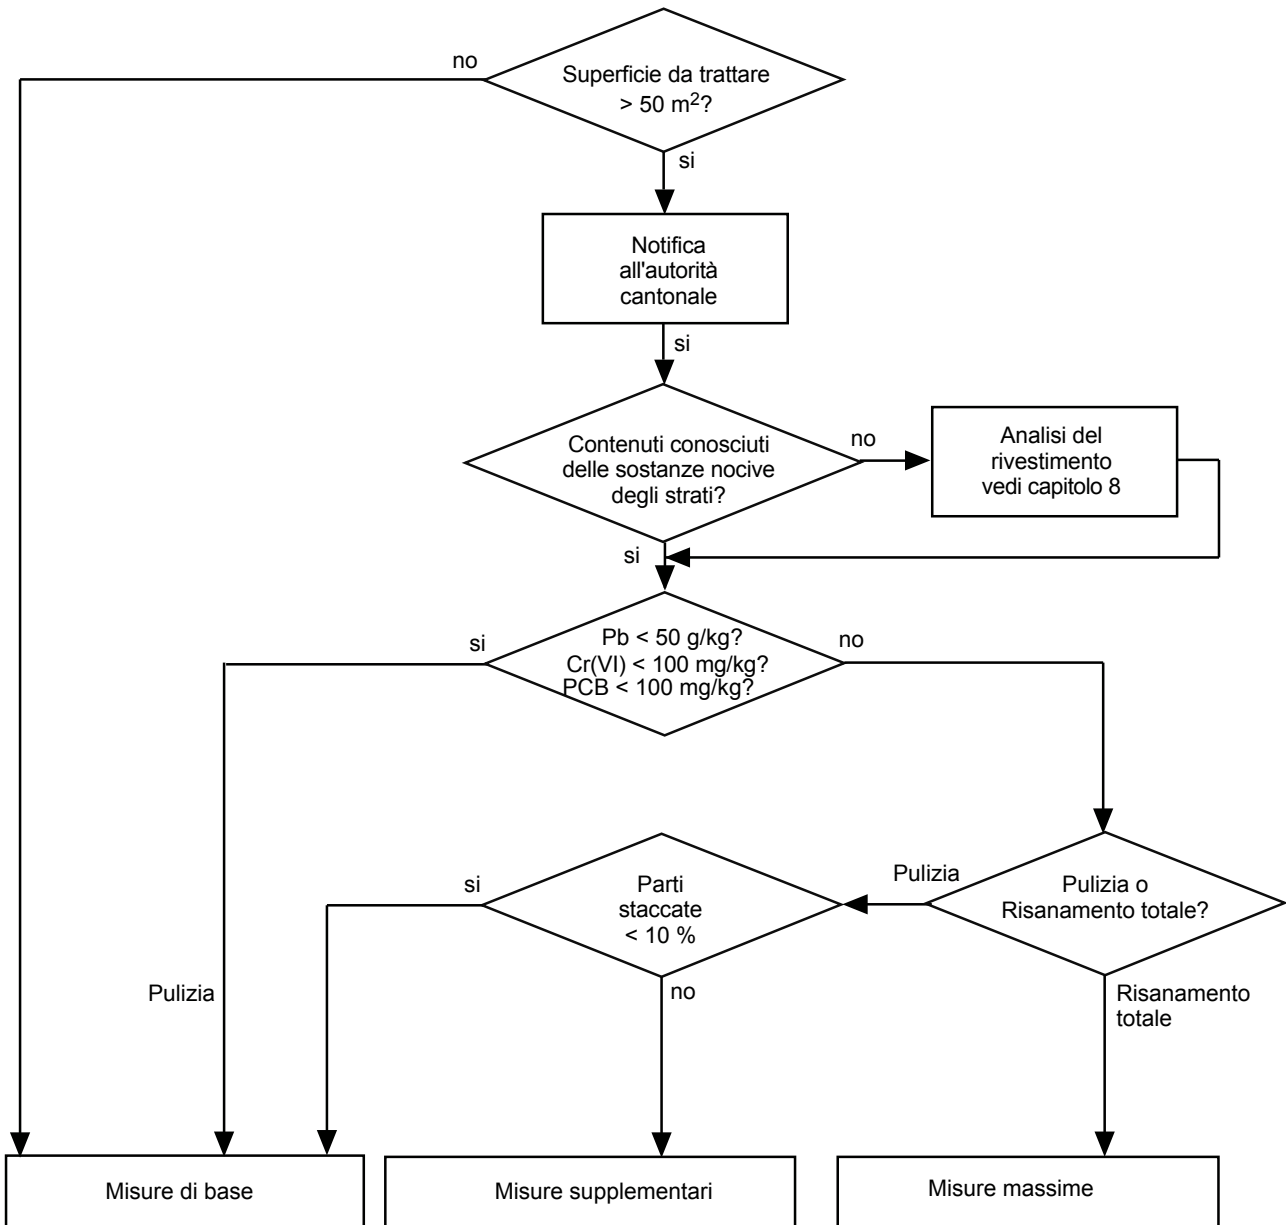 no
Superficie da trattare
> 50 m²?
si
Notifica
all'autorità
cantonale
si
Contenuti conosciuti
delle sostanze nocive
degli strati?
no
Analisi del
rivestimento
vedi capitolo 8
si
si
Pb < 50 g/kg?
Cr(VI) < 100 mg/kg?
PCB < 100 mg/kg?
no
si
Parti
staccate
< 10 %
Pulizia
Pulizia o
Risanamento totale?
Pulizia
no
Risanamento
totale
Misure di base
Misure supplementari
Misure massime